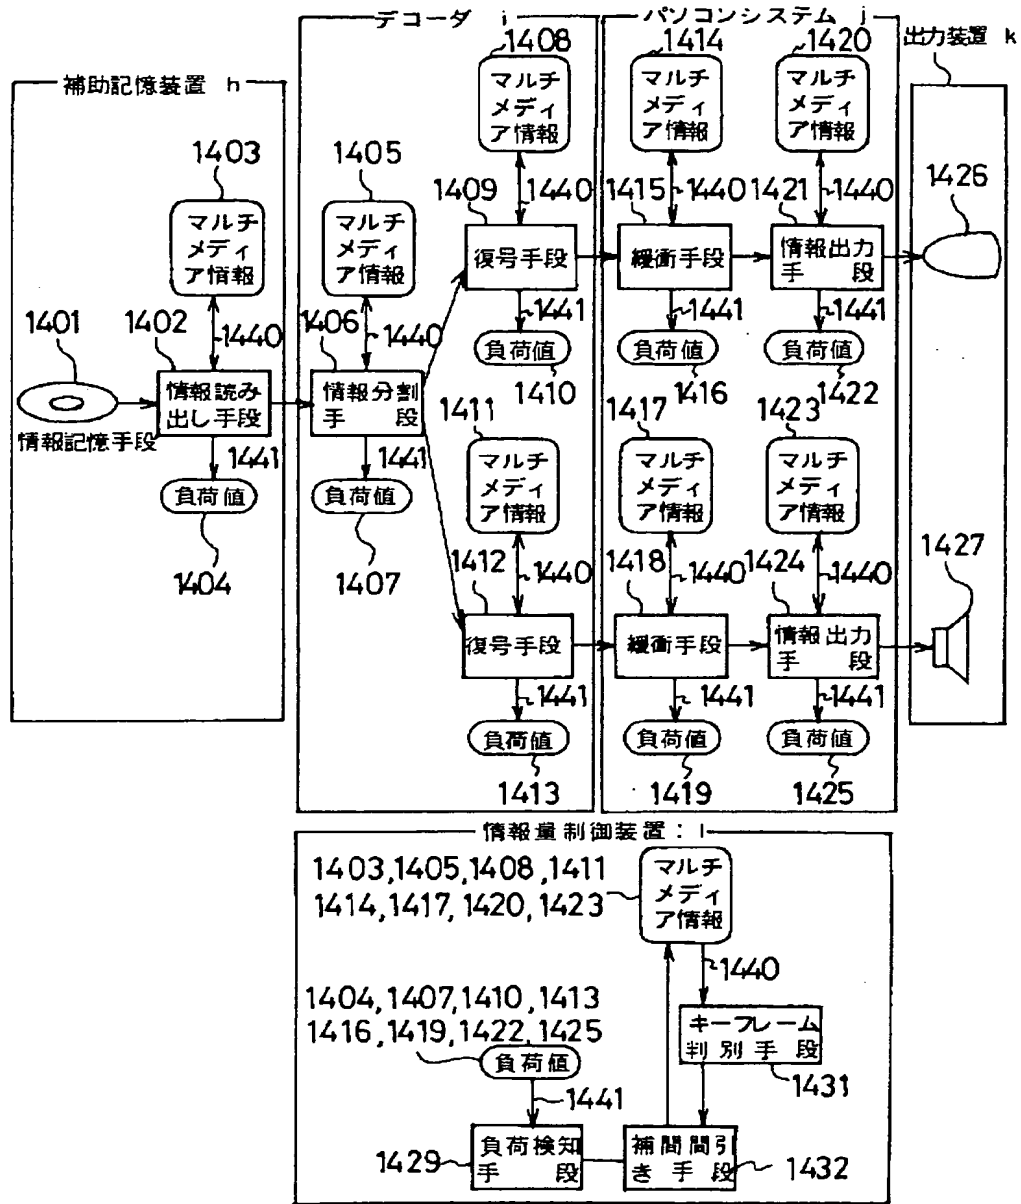 デコーダ i
パソコンシステム j
出力装置 k
補助記憶装置 h
1408
1414
1420
マルチ
メディ
ア情報
マルチ
メディ
ア情報
マルチ
メディ
ア情報
1403
1405
1409
1440
1415
1440
1421
1440
1426
マルチ
メディ
ア情報
マルチ
メディ
ア情報
復号手段
緩衝手段
情報出力
手段
1401
1402
1440
1406
1440
1441
1441
1441
負荷値
負荷値
負荷値
情報読み
出し手段
情報分割
手段
1410
1416
1422
情報記憶手段
1441
1441
1411
1417
1423
負荷値
負荷値
マルチ
メディ
ア情報
マルチ
メディ
ア情報
マルチ
メディ
ア情報
1404
1407
1412
1440
1418
1440
1424
1440
1427
復号手段
緩衝手段
情報出力
手段
1441
1441
1441
負荷値
負荷値
負荷値
1413
1419
1425
情報量制御装置:l
1403,1405,1408,1411
1414,1417,1420,1423
マルチ
メディ
ア情報
1440
1404,1407,1410,1413
1416,1419,1422,1425
負荷値
キーフレーム
判別手段
1431
1441
1429
負荷検知
手段
補間間引
き手段
1432